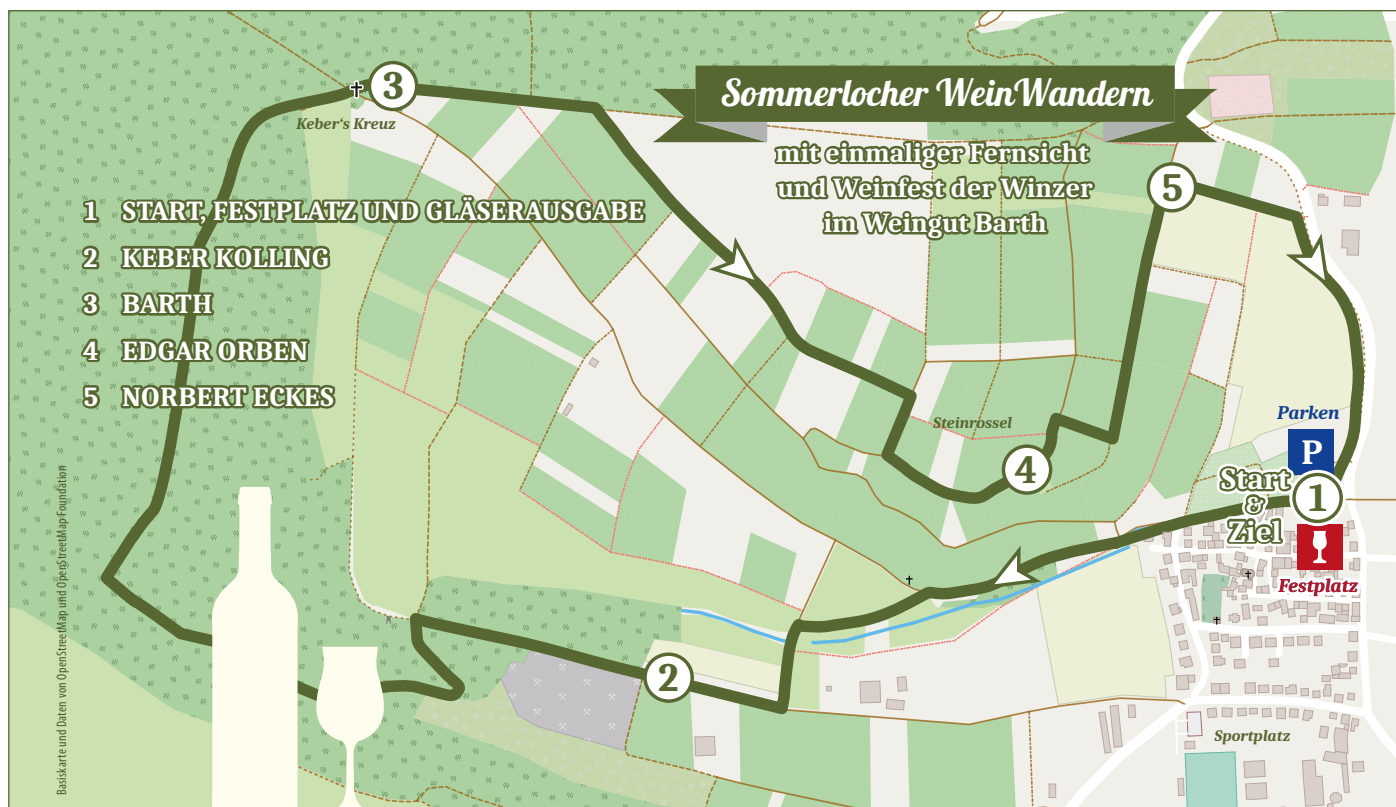 Sommerlocher WeinWandern
mit einmaliger Fernsicht
und Weinfest der Winzer
im Weingut Barth
3
Keber's Kreuz
1 START, FESTPLATZ UND GLÄSERAUSGABE
2 KEBER KOLLING
3 BARTH
4 EDGAR ORBEN
5 NORBERT ECKES
5
Steinrossel
4
Parken
P
Start
&
Ziel
1
Festplatz
2
Sportplatz
Basiskarte und Daten von OpenStreetMap und OpenStreetMap Foundation